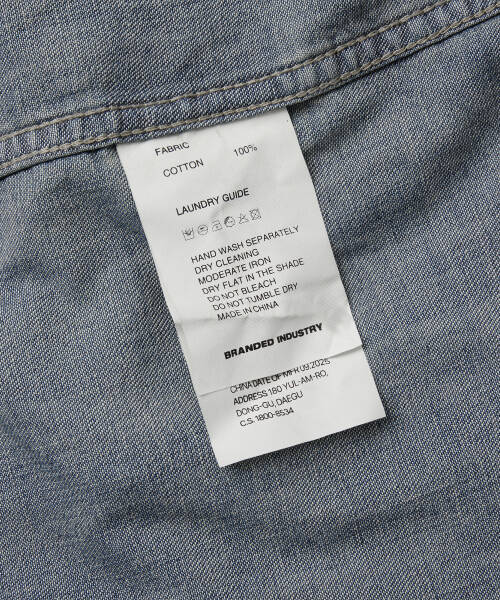 FABRIC
COTTON 100%
LAUNDRY GUIDE
HAND WASH SEPARATELY
DRY CLEANING
MODERATE IRON
DRY FLAT IN THE SHADE
DO NOT BLEACH
DO NOT TUMBLE DRY
MADE IN CHINA
BRANDED INDUSTRY
CHINA DATE OF MFR 09.2025
ADDRESS 180 YUL-AM-RO,
DONG-GU, DAEGU
C.S. 1800-8534